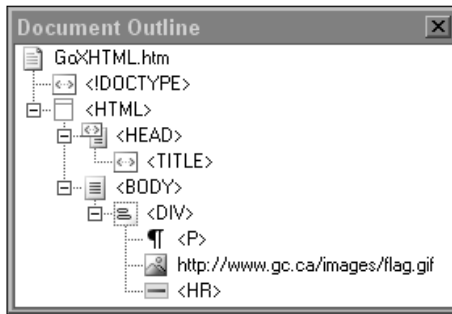 Document Outline
GoXHTML.htm
<!DOCTYPE>
<HTML>
<HEAD>
<TITLE>
<BODY>
<DIV>
<P>
http://www.gc.ca/images/flag.gif
<HR>